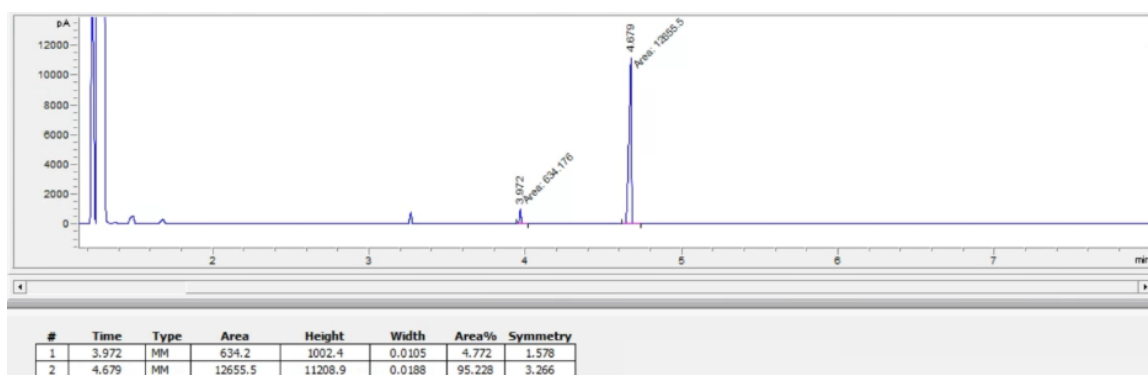 pA
12000
10000
8000
6000
4000
2000
0
3.972
Area: 634.176
4.679
Area: 12655.5
2 3 4 5 6 7 min
# Time Type Area Height Width Area% Symmetry
1 3.972 MM 634.2 1002.4 0.0105 4.772 1.578
2 4.679 MM 12655.5 11208.9 0.0188 95.228 3.266